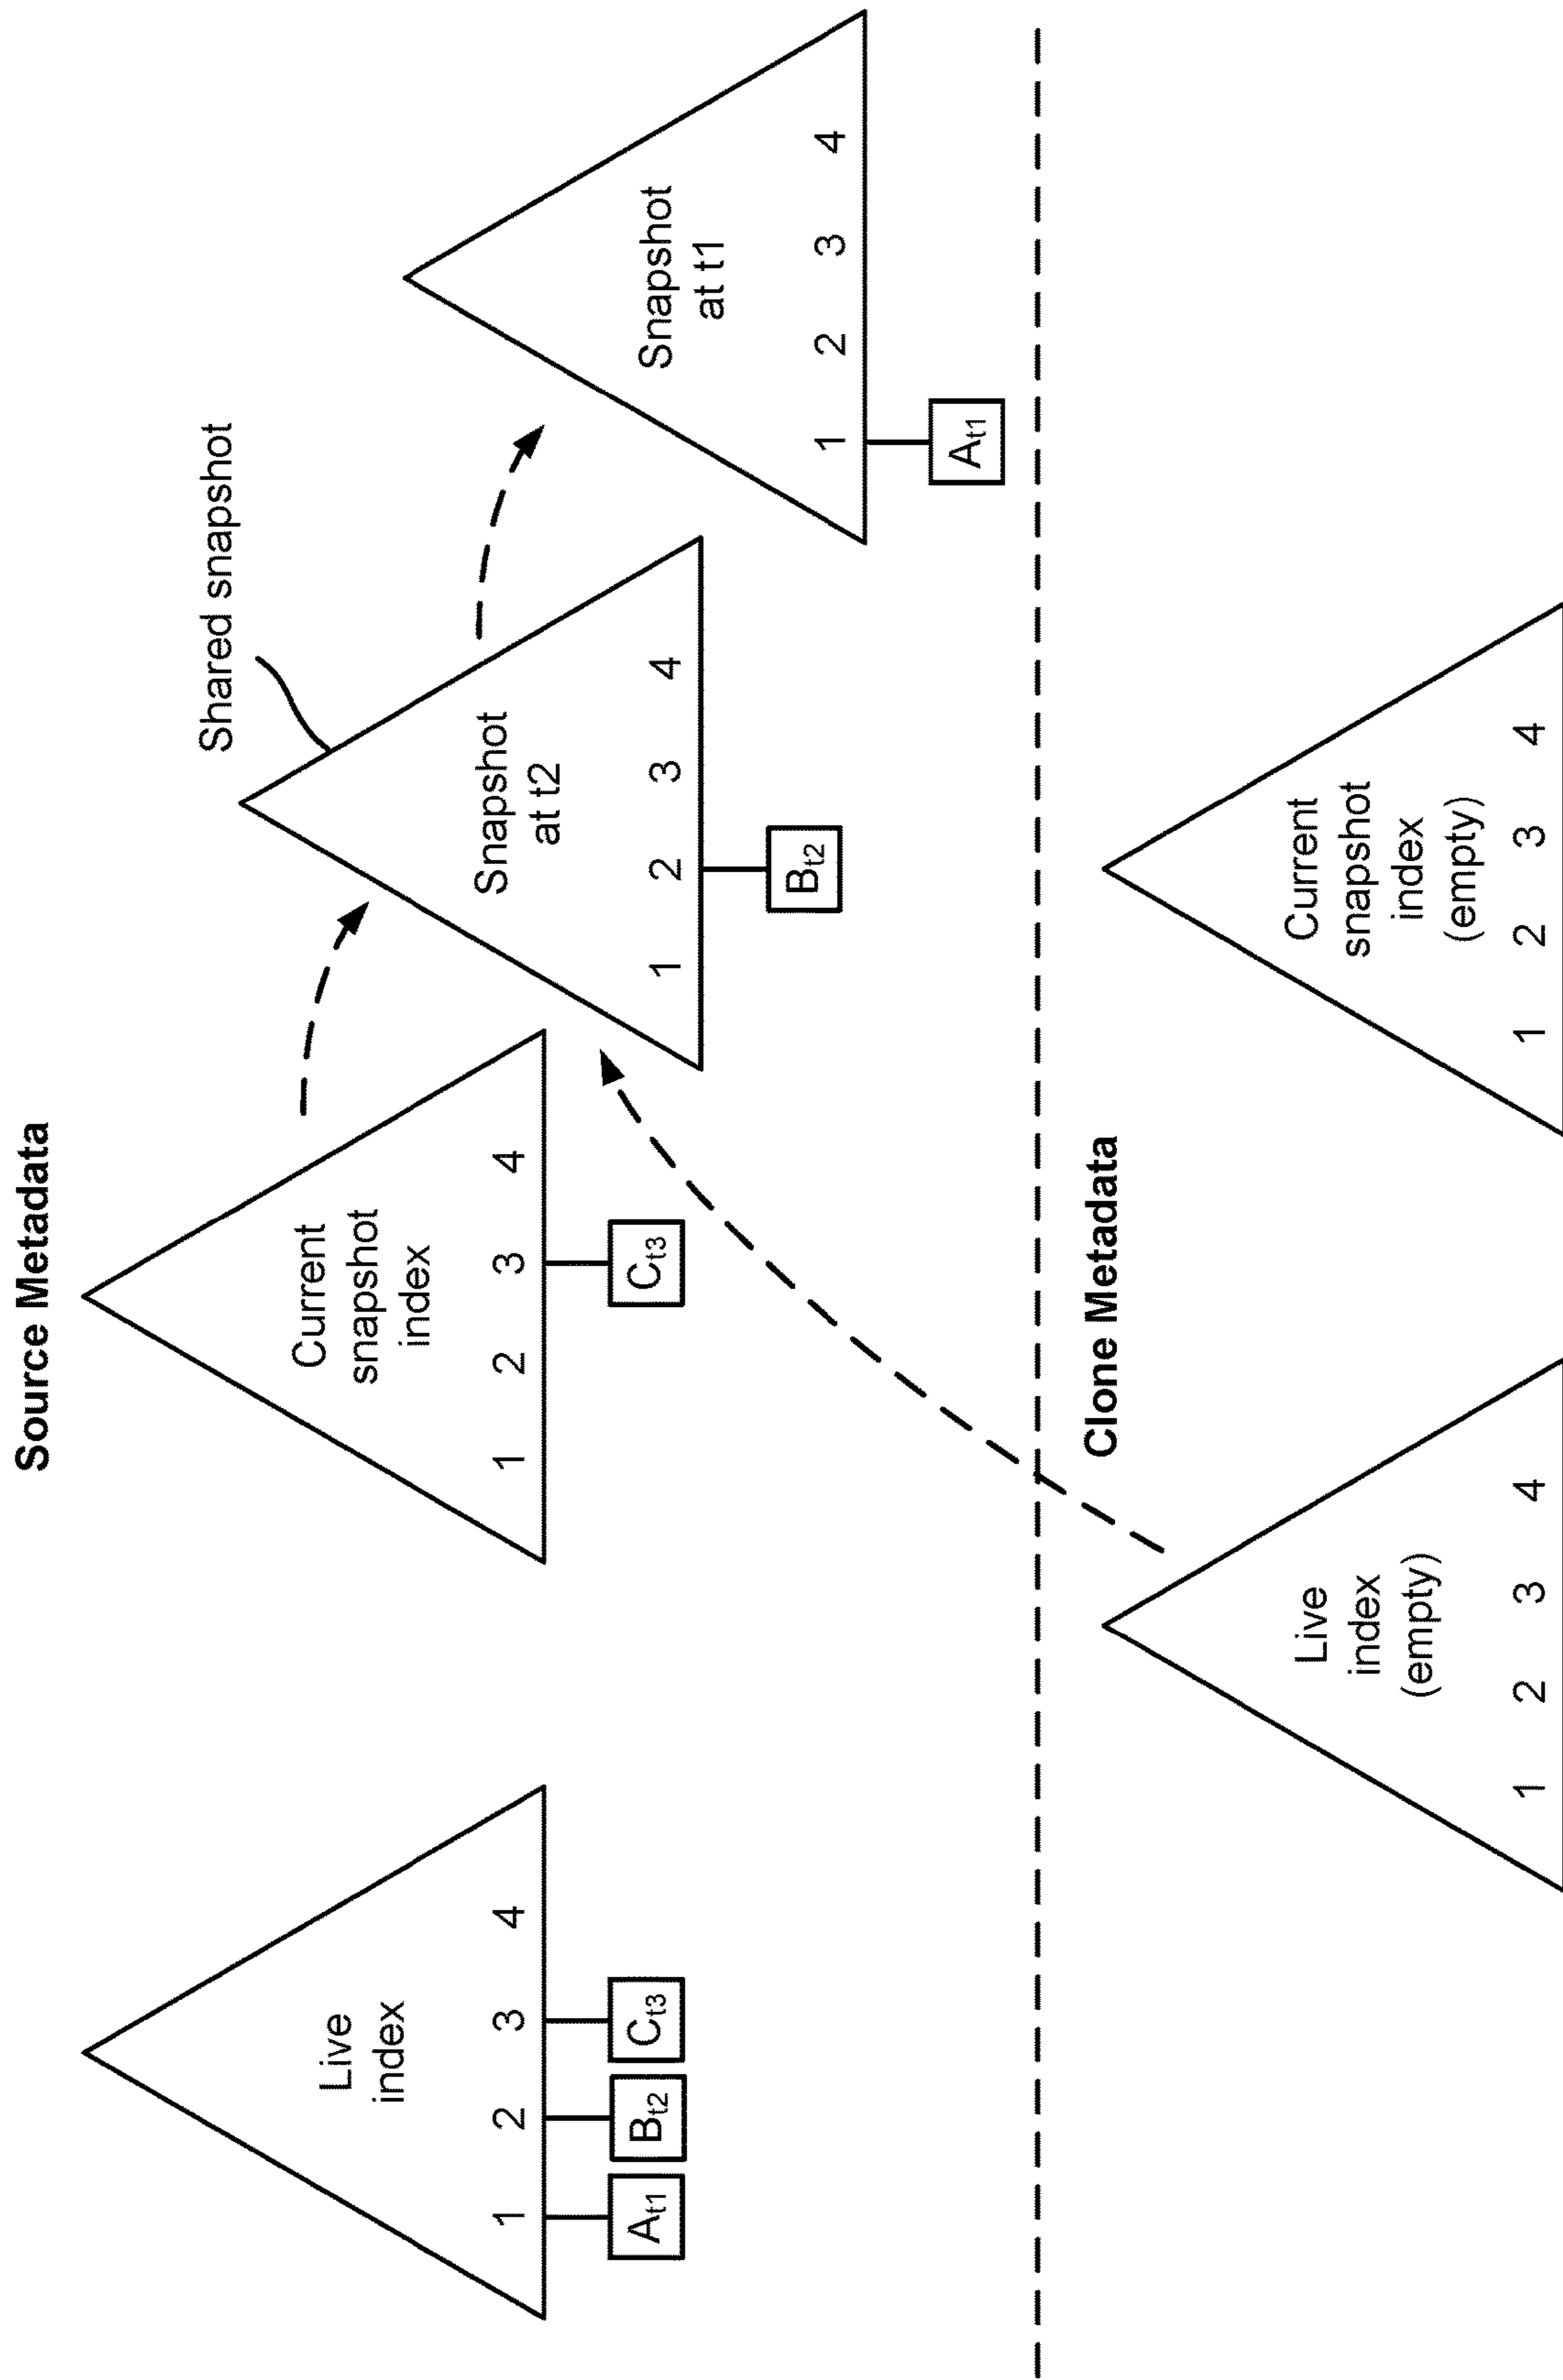 Source Metadata
Live
index
1 2 3 4
At1 Bt2 Ct3
Current
snapshot
index
1 2 3 4
Ct3
Shared snapshot
Snapshot
at t2
1 2 3 4
Bt2
Snapshot
at t1
1 2 3 4
At1
Clone Metadata
Live
index
(empty)
1 2 3 4
Current
snapshot
index
(empty)
1 2 3 4